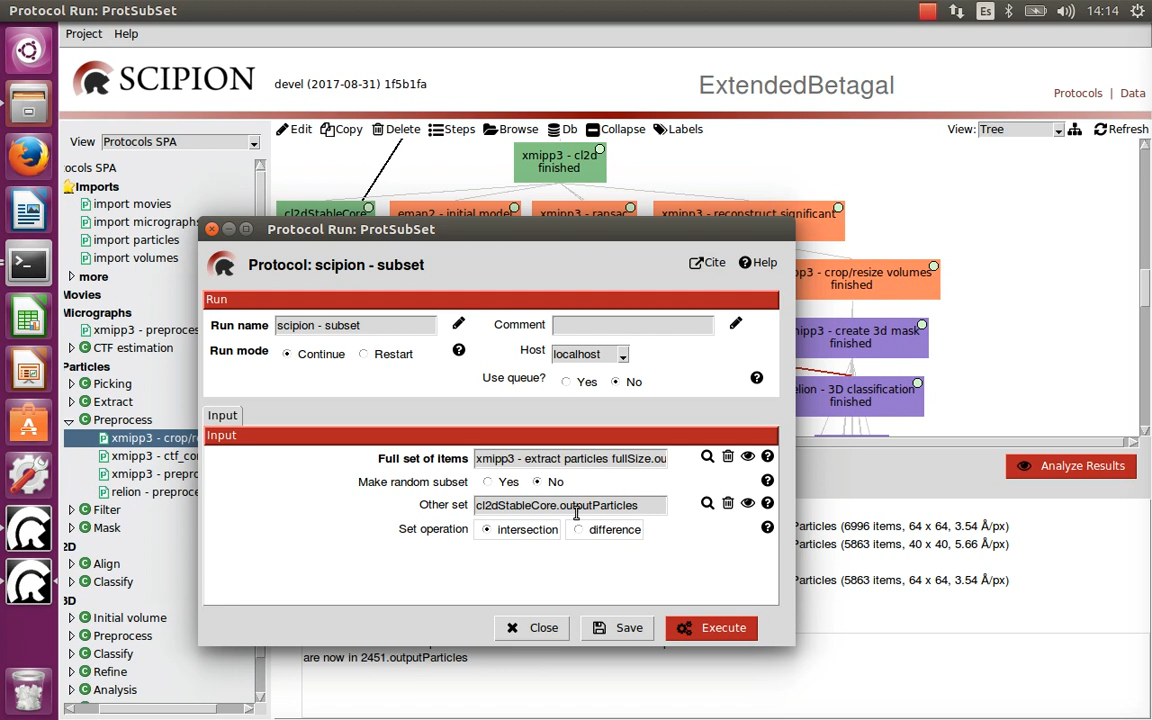 Protocol Run: ProtSubSet
Es
14:14
Project Help
SCIPION
devel (2017-08-31) 1f5b1fa
ExtendedBetagal
Protocols | Data
View Protocols SPA
Edit Copy Delete Steps Browse Db Collapse Labels
View: Tree
Refresh
ocols SPA
Imports
import movies
import micrograph
import particles
import volumes
more
Movies
Micrographs
xmipp3 - preproces
CTF estimation
Particles
Picking
Extract
Preprocess
xmipp3 - crop/re
xmipp3 - ctf_co
xmipp3 - prepr
relion - preproce
Filter
Mask
2D
Align
Classify
3D
Initial volume
Preprocess
Classify
Refine
Analysis
xmipp3 - cl2d
finished
cl2dStableCore
eman2 - initial model
xmipp3 - ransac
xmipp3 - reconstruct significant
pp3 - crop/resize volumes
finished
ipp3 - create 3d mask
finished
elion - 3D classification
finished
Analyze Results
Particles (6996 items, 64 x 64, 3.54 Å/px)
Particles (5863 items, 40 x 40, 5.66 Å/px)
Particles (5863 items, 64 x 64, 3.54 Å/px)
are now in 2451.outputParticles
Protocol Run: ProtSubSet
Protocol: scipion - subset
Cite Help
Run
Run name scipion - subset
Comment
Run mode Continue Restart
Host localhost
Use queue? Yes No
Input
Input
Full set of items xmipp3 - extract particles fullSize.ou
Make random subset Yes No
Other set cl2dStableCore.outputParticles
Set operation intersection difference
Close Save Execute